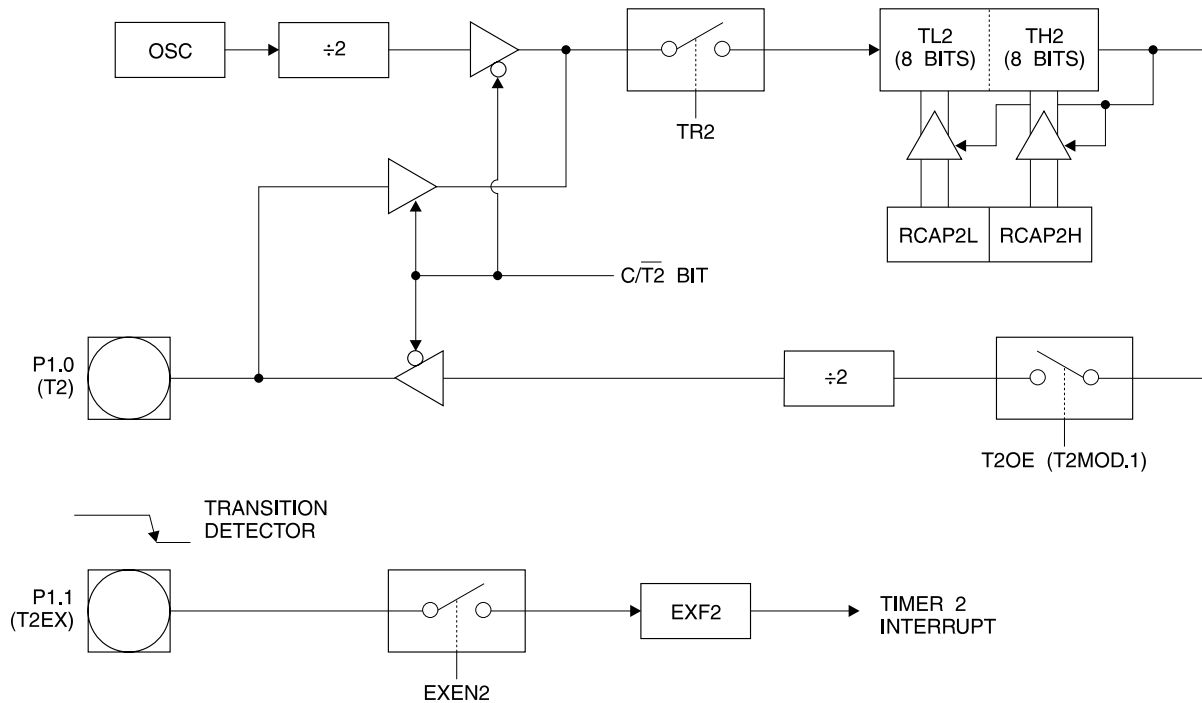 OSC
÷2
TR2
TL2
(8 BITS)
TH2
(8 BITS)
RCAP2L
RCAP2H
C/T2 BIT
P1.0
(T2)
÷2
T2OE (T2MOD.1)
TRANSITION
DETECTOR
P1.1
(T2EX)
EXF2
TIMER 2
INTERRUPT
EXEN2